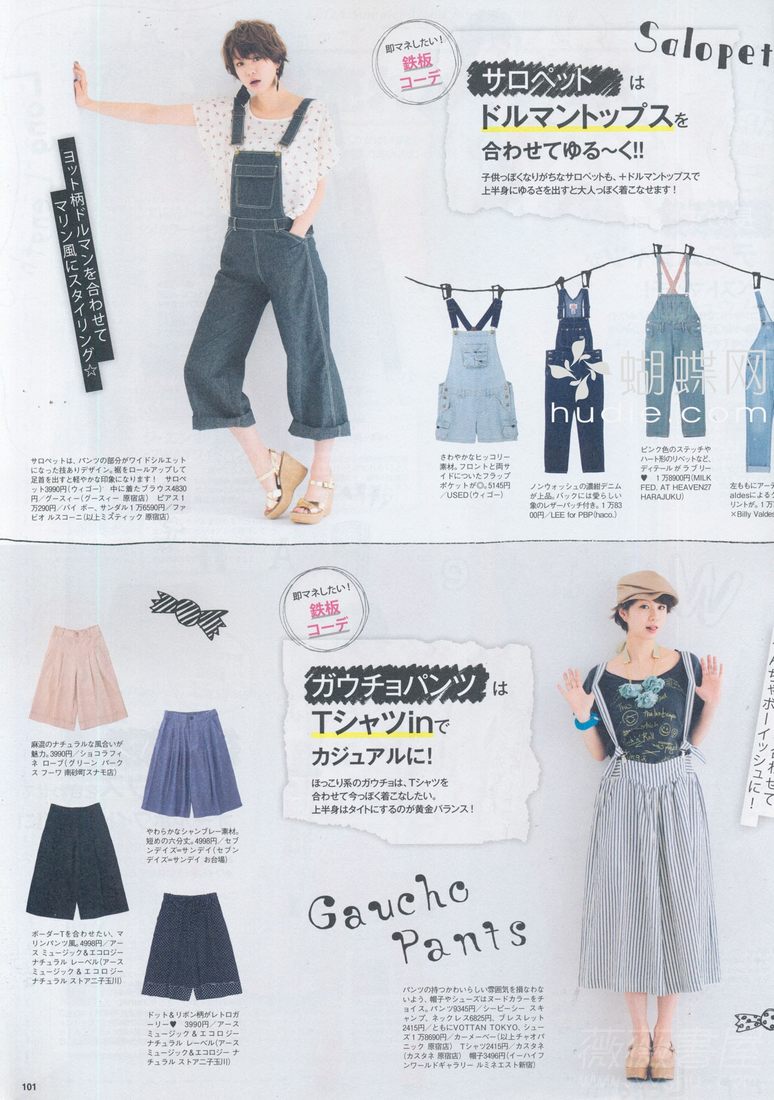 Salopet
即マネしたい!
鉄板
コーデ
サロペット は
ドルマントップスを
合わせてゆる〜く!!
子供っぽくなりがちなサロペットも、+ドルマントップスで
上半身にゆるさを出すと大人っぽく着こなせます!
ヨット柄ドルマンを合わせて
マリン風にスタイリング☆
サロペットは、パンツの部分がワイドシルエット
になった技ありデザイン。裾をロールアップして
足首を出すと軽やかな印象になります! サロペ
ット3990円(ウィゴー) 中に着たブラウス4830
円/グースィー(グースィー 原宿店) ピアス1
万290円/パイ ボー、サンダル1万6590円/ファ
ビオ ルスコーニ(以上ミスティック 原宿店)
さわやかなヒッコリー
素材。フロントと両サ
イドについたフラップ
ポケットが◎。5145円
/USED(ウィゴー)
ノンウォッシュの濃紺デニム
が上品。バックには愛らしい
象のレザーパッチ付き。1万83
00円/LEE for PBP(haco.)
ピンク色のステッチや
ハート形のリベットなど、
ディテールがラブリー
♥ 1万8900円(MILK
FED. AT HEAVEN27
HARAJUKU)
左ももにアーテ
aldesによるグ
リントが。1万
×Billy Valdes
蝴蝶网
hudie.com
即マネしたい!
鉄板
コーデ
ガウチョパンツ は
Tシャツinで
カジュアルに!
ほっこり系のガウチョは、Tシャツを
合わせて今っぽく着こなしたい。
上半身はタイトにするのが黄金バランス!
麻混のナチュラルな風合いが
魅力。3990円/ショコラフィ
ネ ローブ(グリーン パーク
ス フーワ 南砂町スナモ店)
やわらかなシャンブレー素材。
短めの六分丈。4998円/セブ
ンデイズ=サンデイ(セブン
デイズ=サンデイ お台場)
ボーダーTを合わせたい、マ
リンパンツ風。4998円/アー
ス ミュージック&エコロジー
ナチュラル レーベル(アース
ミュージック&エコロジー
ナチュラル ストア二子玉川)
ドット&リボン柄がレトロガ
ーリー♥ 3990円/アース
ミュージック&エコロジー ナ
チュラル レーベル(アース
ミュージック&エコロジー ナ
チュラル ストア二子玉川)
Gaucho
Pants
パンツの持つかわいらしい雰囲気を損なわな
いよう、帽子やシューズはヌードカラーをチ
ョイス。パンツ9345円/シービーシー スキ
ャンプ、ネックレス6825円、ブレスレット
2415円/ともにVOTTAN TOKYO、シュー
ズ1万8690円/カーメーベー(以上チャオパ
ニック 原宿店) Tシャツ2415円/カスタネ
(カスタネ 原宿店) 帽子3496円(イーハイフ
ンワールドギャラリー ルミネエスト新宿)
んちゃボーイッシュに!
合わせて
101